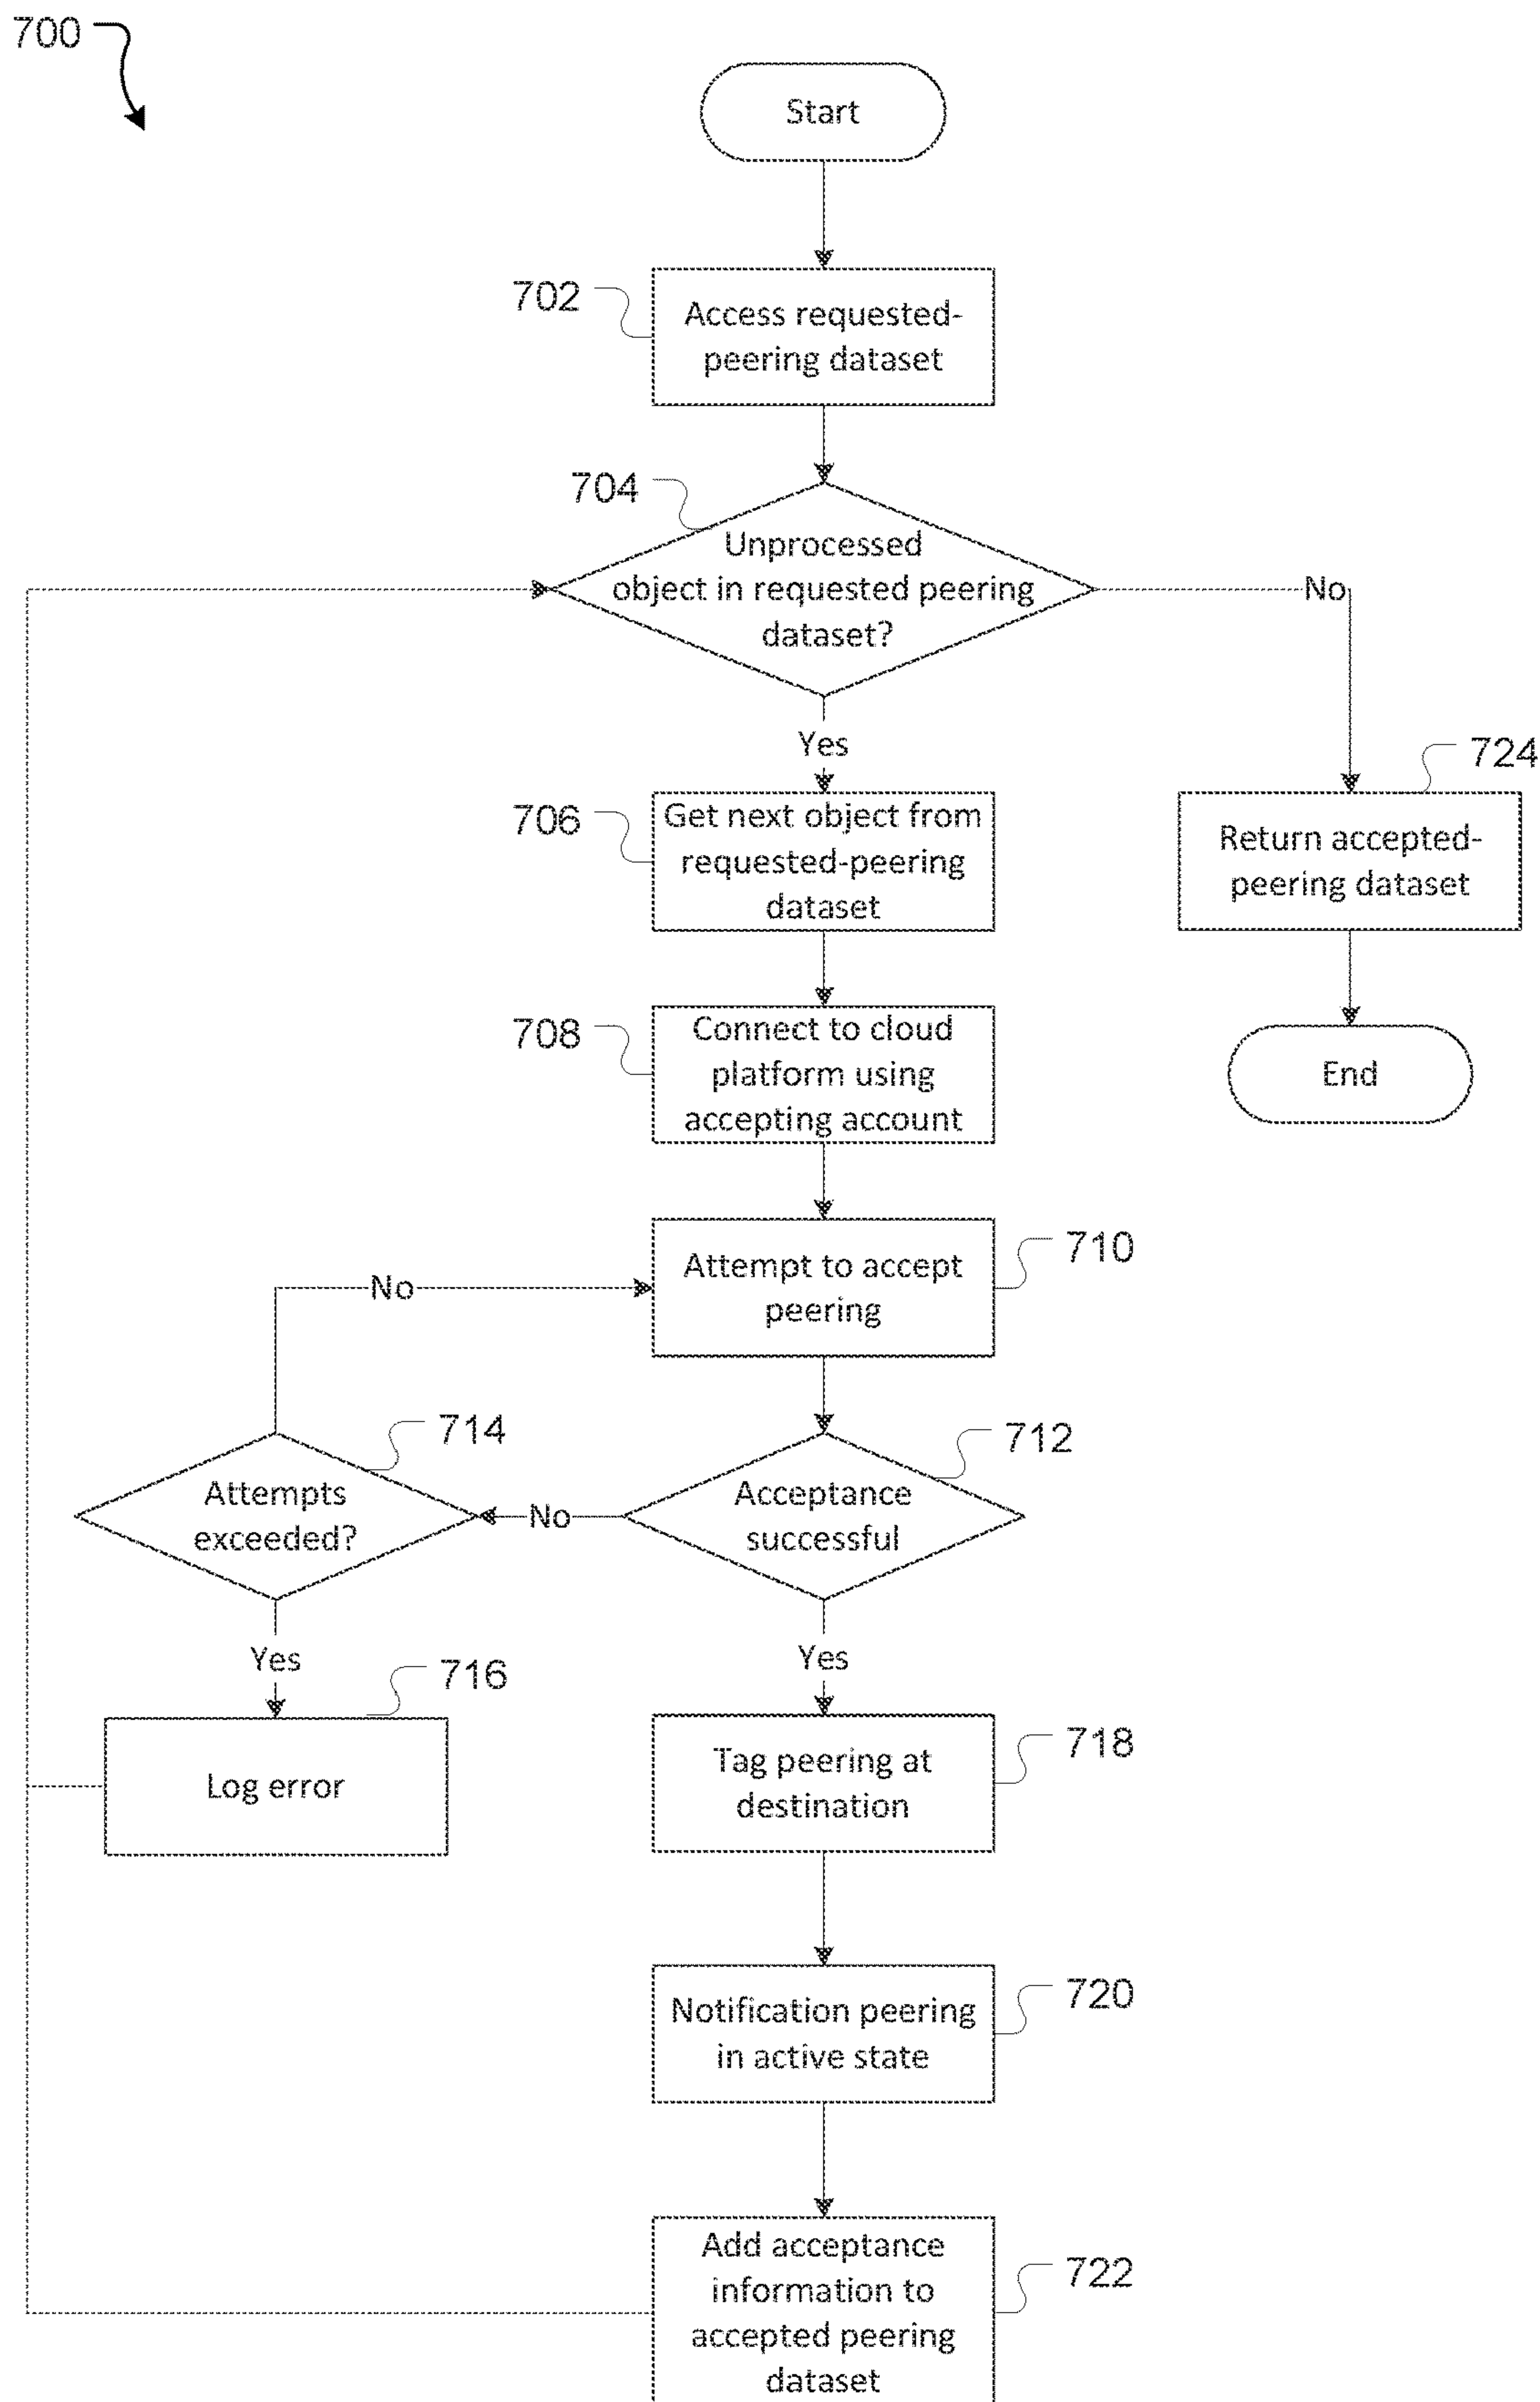 700
Start
702
Access requested-
peering dataset
704
Unprocessed
object in requested peering
dataset?
No
Yes
724
706
Get next object from
requested-peering
dataset
Return accepted-
peering dataset
708
Connect to cloud
platform using
accepting account
End
710
Attempt to accept
peering
No
714
712
Attempts
exceeded?
No
Acceptance
successful
Yes
Yes
716
Log error
718
Tag peering at
destination
720
Notification peering
in active state
722
Add acceptance
information to
accepted peering
dataset